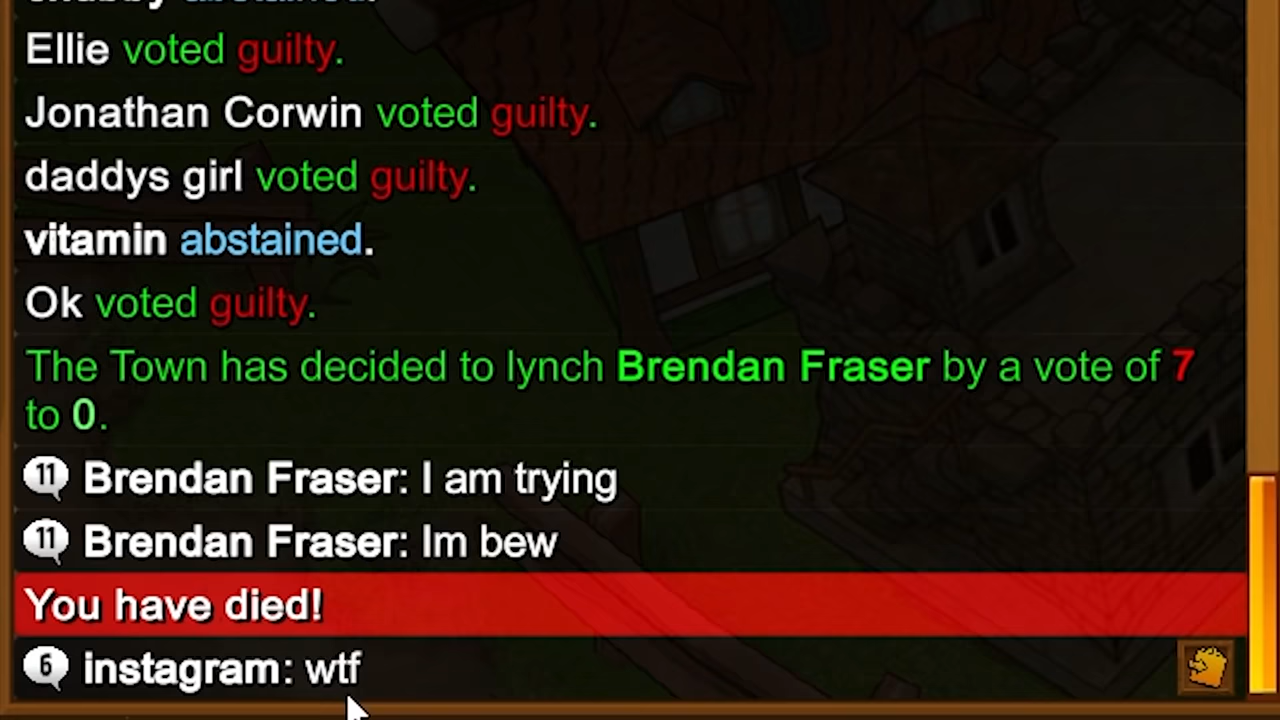 abstained.
Ellie voted guilty.
Jonathan Corwin voted guilty.
daddys girl voted guilty.
vitamin abstained.
Ok voted guilty.
The Town has decided to lynch Brendan Fraser by a vote of 7
to 0.
11 Brendan Fraser: I am trying
11 Brendan Fraser: Im bew
You have died!
6 instagram: wtf